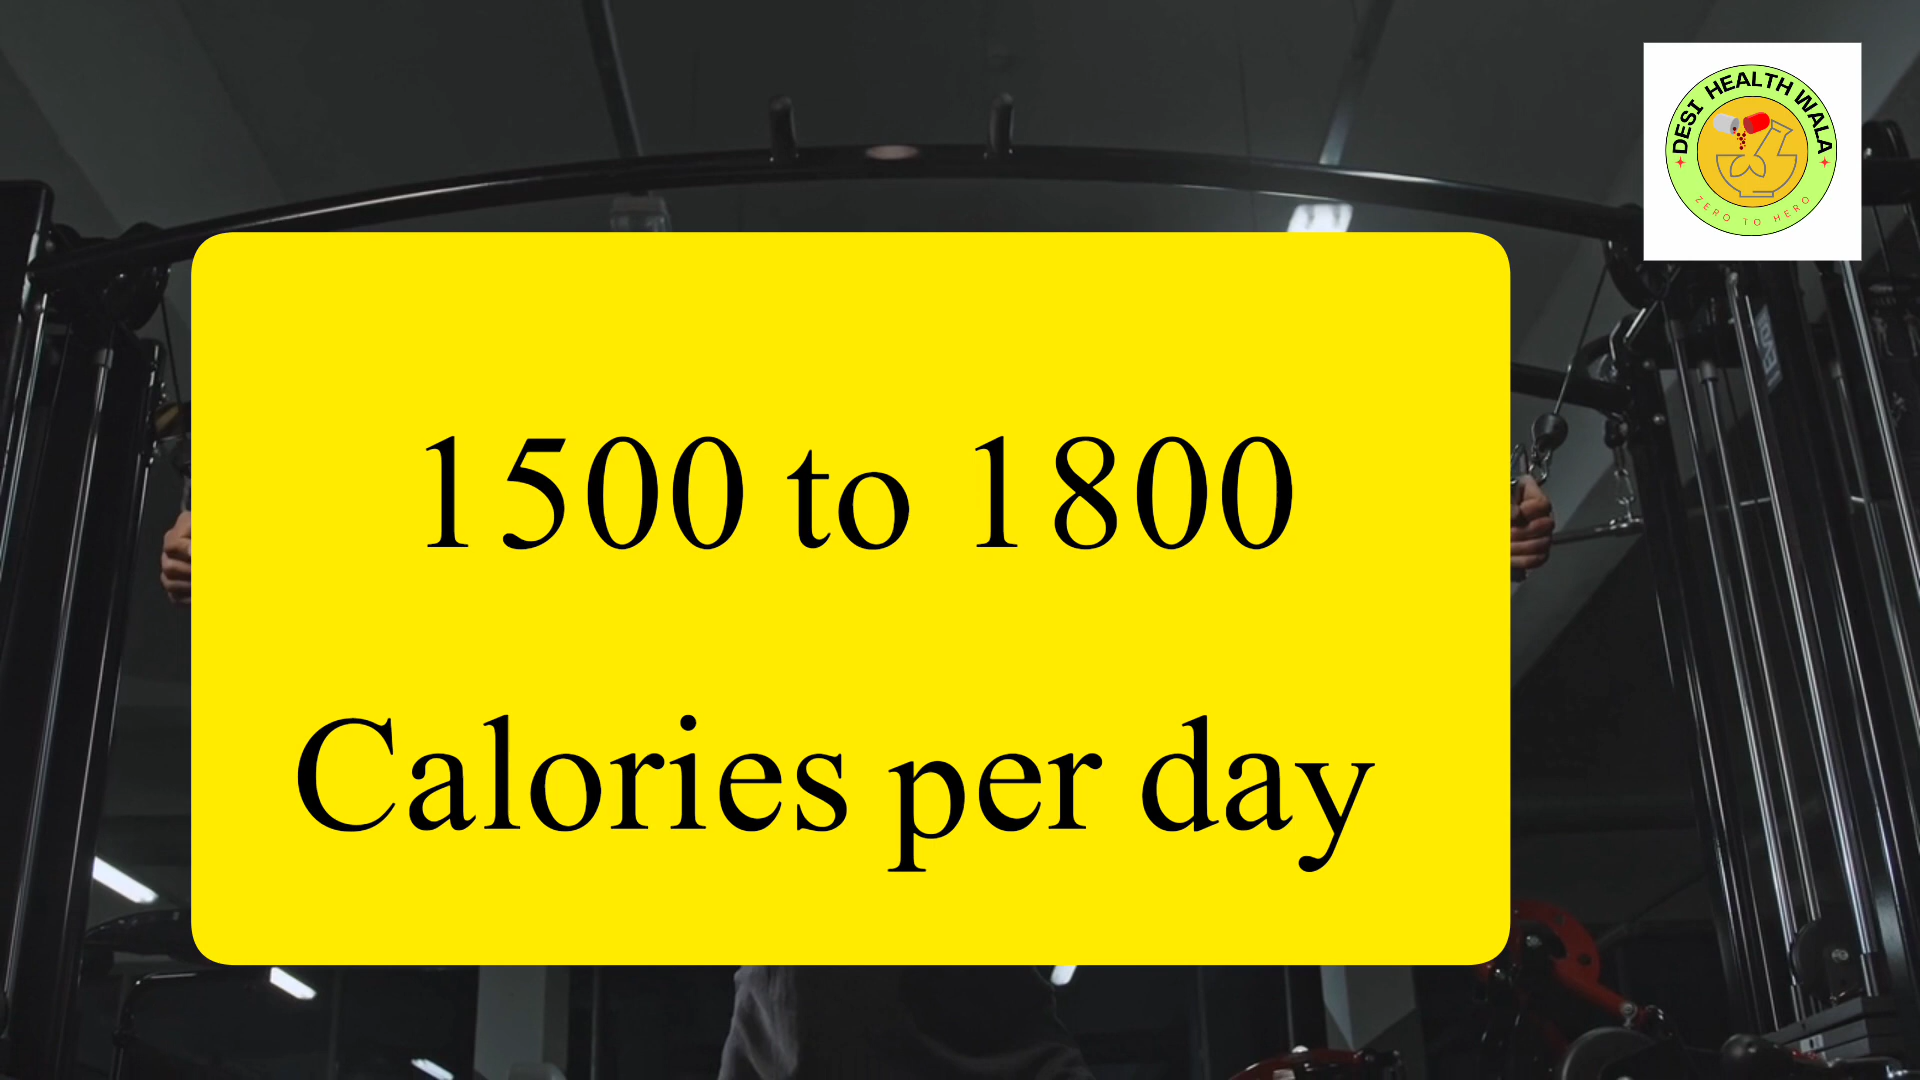 DESI HEALTH WALA
ZERO TO HERO
1500 to 1800
Calories per day